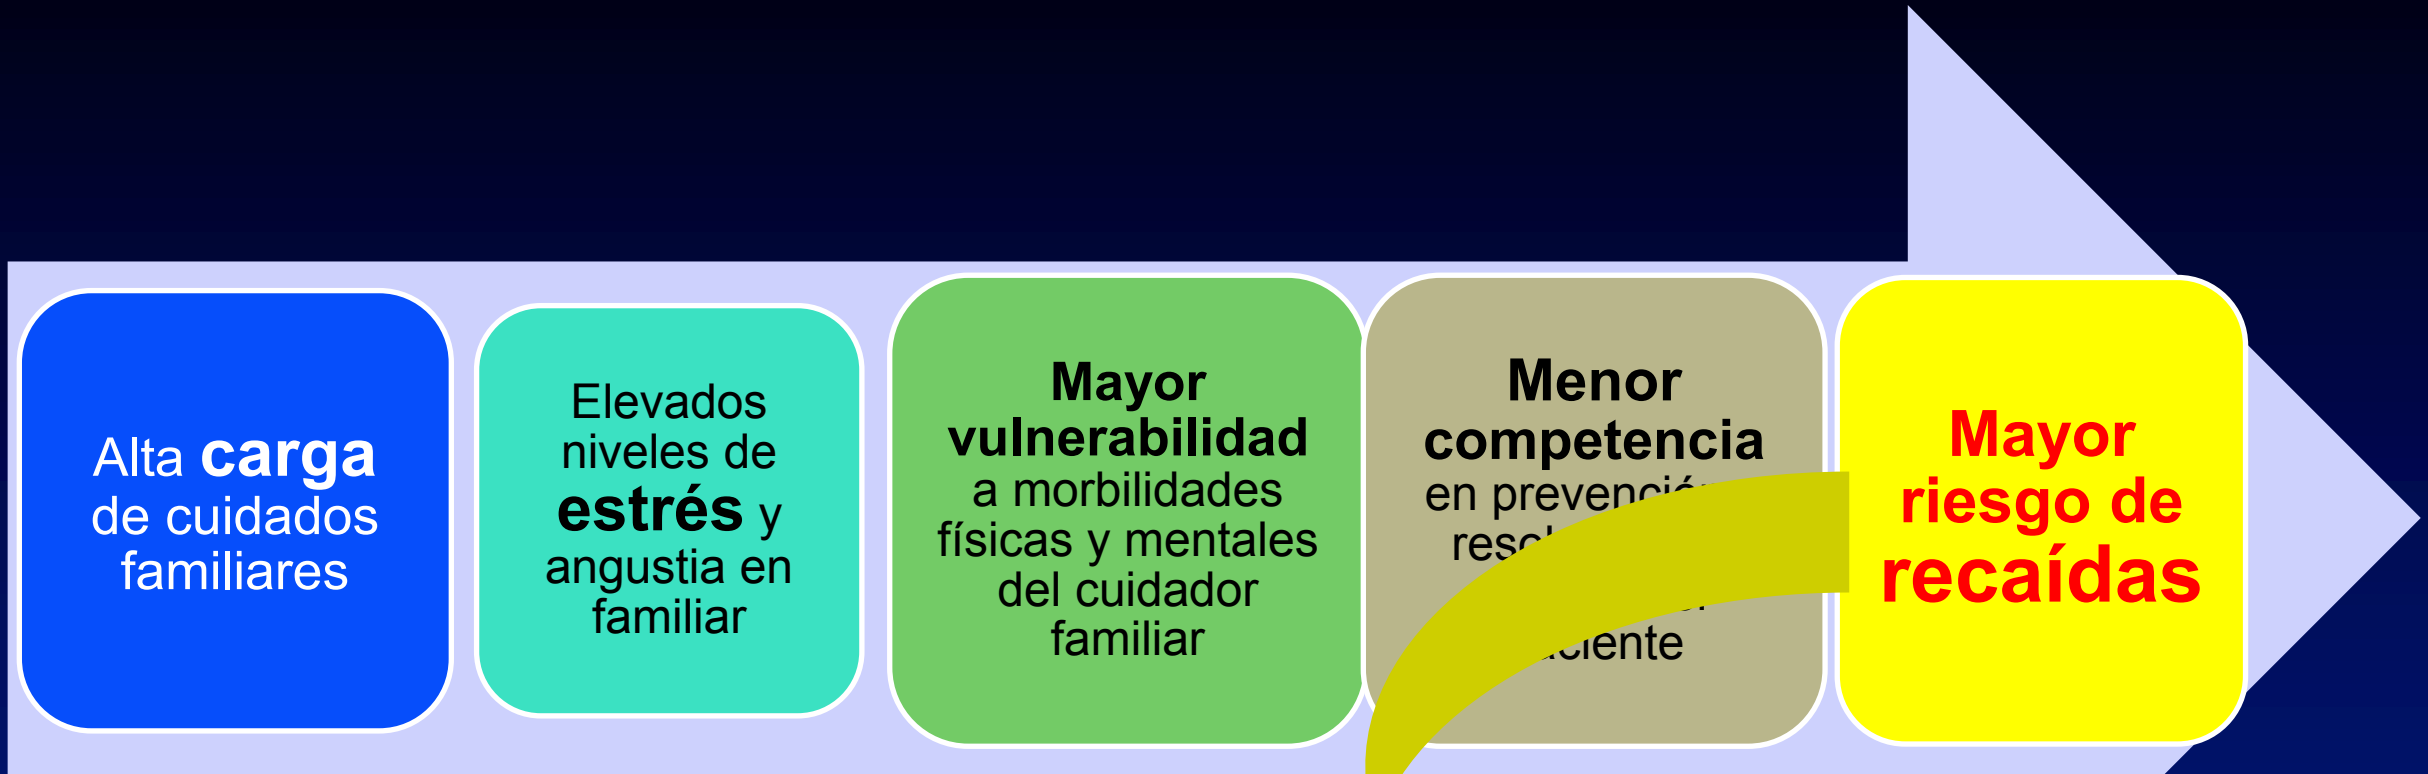 Alta carga
de cuidados
familiares
Elevados
niveles de
estrés y
angustia en
familiar
Mayor
vulnerabilidad
a morbilidades
físicas y mentales
del cuidador
familiar
Menor
competencia
en prevención
Mayor
riesgo de
recaídas